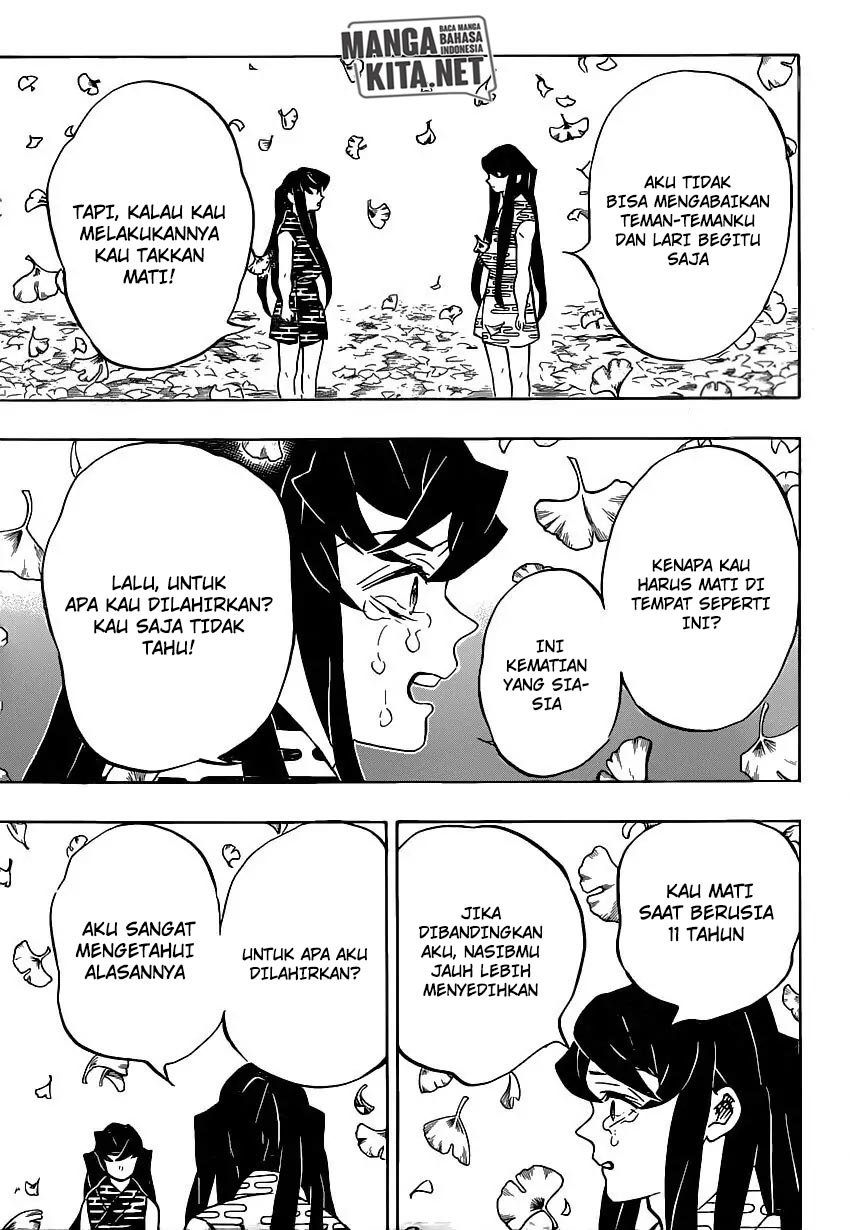 MANGA
KITA.NET
BACA MANGA
BAHASA
INDONESIA
AKU TIDAK
BISA MENGABAIKAN
TEMAN-TEMANKU
DAN LARI BEGITU
SAJA
TAPI, KALAU KAU
MELAKUKANNYA
KAU TAKKAN
MATI!
KENAPA KAU
HARUS MATI DI
TEMPAT SEPERTI
INI?
INI
KEMATIAN
YANG SIA-
SIA
LALU, UNTUK
APA KAU DILAHIRKAN?
KAU SAJA TIDAK
TAHU!
KAU MATI
SAAT BERUSIA
11 TAHUN
JIKA
DIBANDINGKAN
AKU, NASIBMU
JAUH LEBIH
MENYEDIHKAN
UNTUK APA AKU
DILAHIRKAN?
AKU SANGAT
MENGETAHUI
ALASANNYA